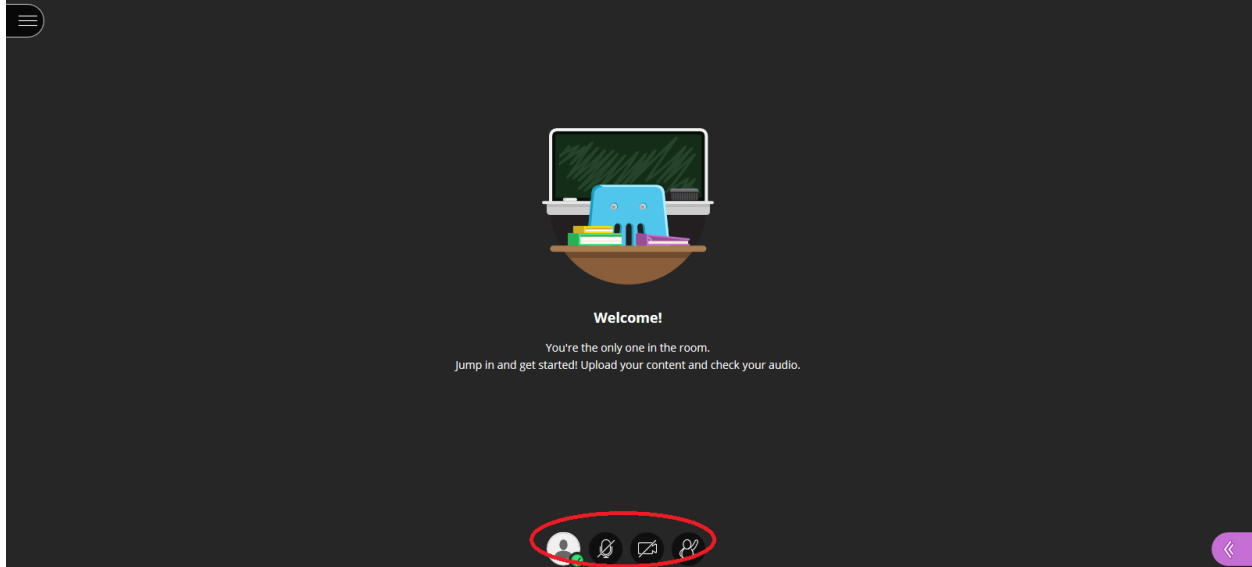 Welcome!
You're the only one in the room.
Jump in and get started! Upload your content and check your audio.